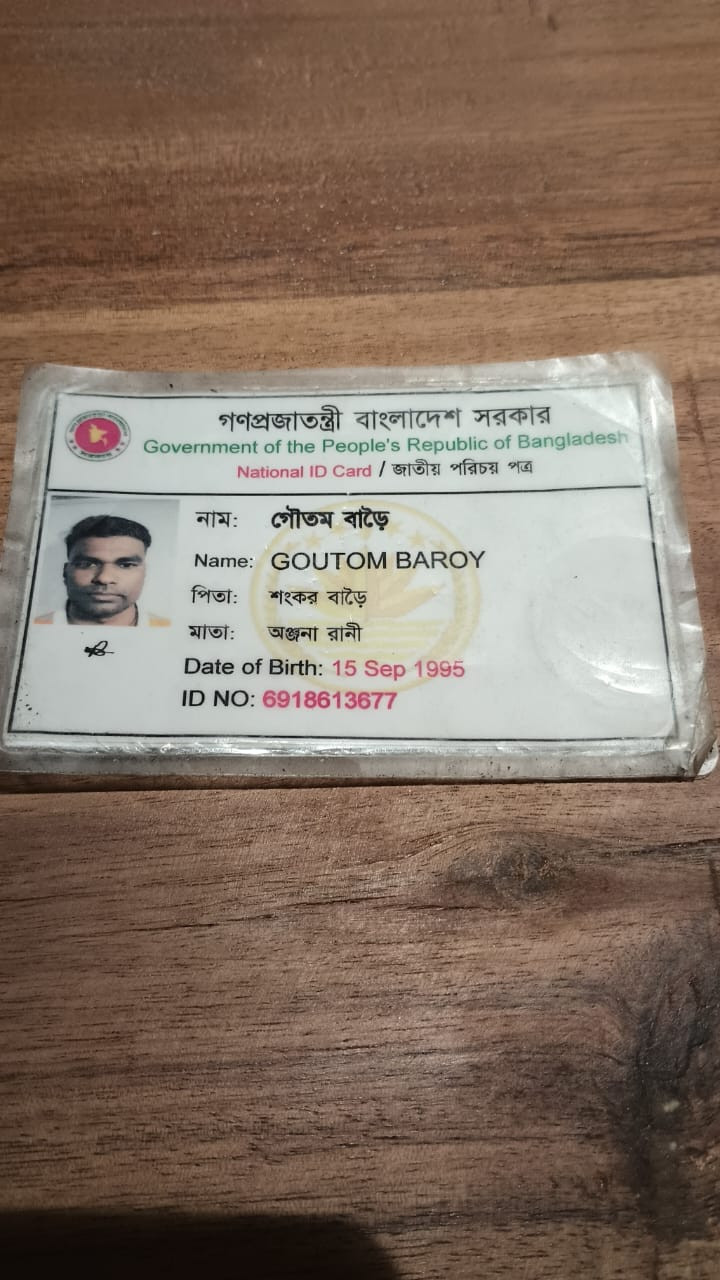 গণপ্রজাতন্ত্রী বাংলাদেশ সরকার
Government of the People's Republic of Bangladesh
National ID Card / জাতীয় পরিচয় পত্র
নাম: গৌতম বাড়ৈ
Name: GOUTOM BAROY
পিতা: শংকর বাড়ৈ
মাতা: অঞ্জনা রানী
Date of Birth: 15 Sep 1995
ID NO: 6918613677